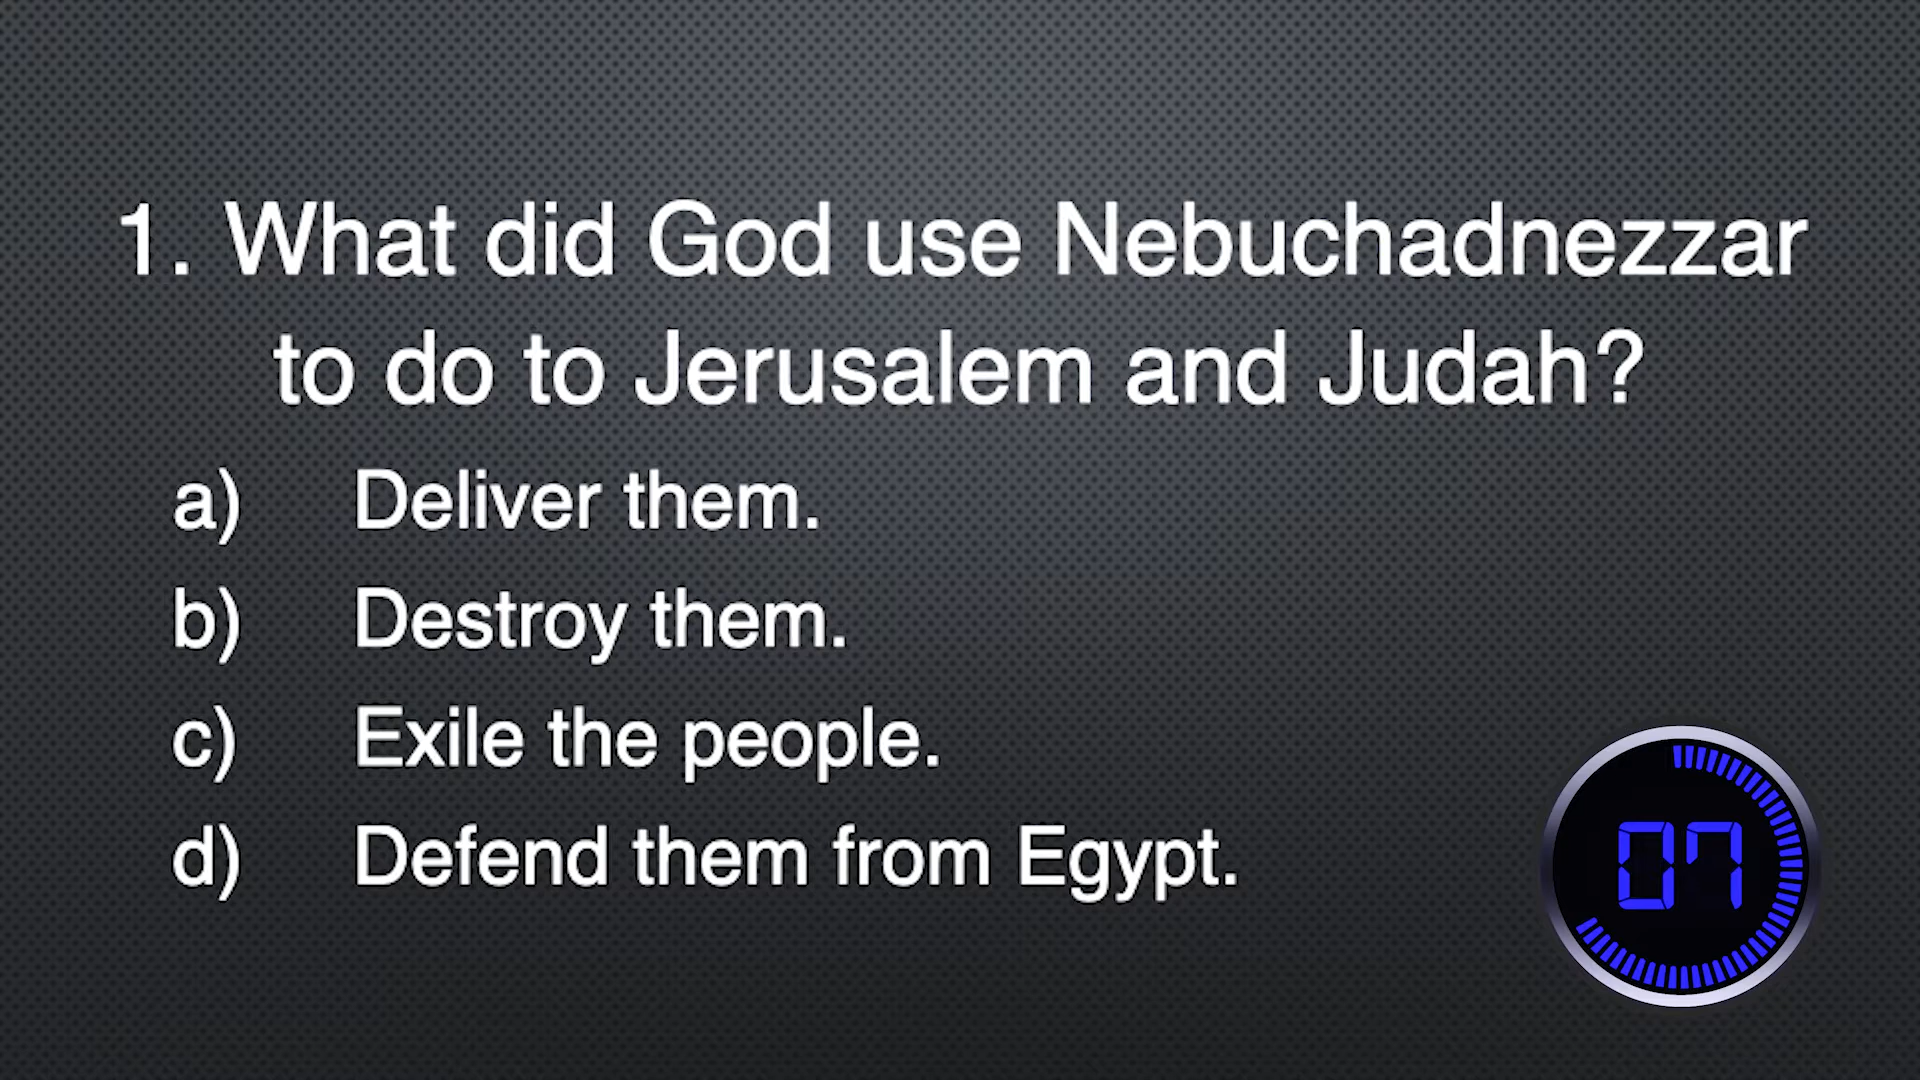 1. What did God use Nebuchadnezzar
to do to Jerusalem and Judah?
a) Deliver them.
b) Destroy them.
c) Exile the people.
d) Defend them from Egypt.
07